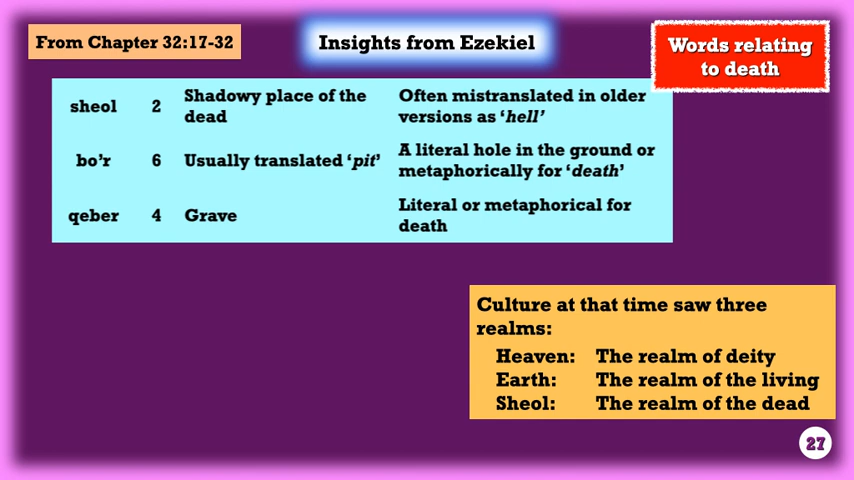 From Chapter 32:17-32
Insights from Ezekiel
Words relating
to death
sheol 2 Shadowy place of the Often mistranslated in older
dead versions as ‘hell’
bo’r 6 Usually translated ‘pit’ A literal hole in the ground or
metaphorically for ‘death’
qeber 4 Grave Literal or metaphorical for
death
Culture at that time saw three
realms:
Heaven: The realm of deity
Earth: The realm of the living
Sheol: The realm of the dead
27